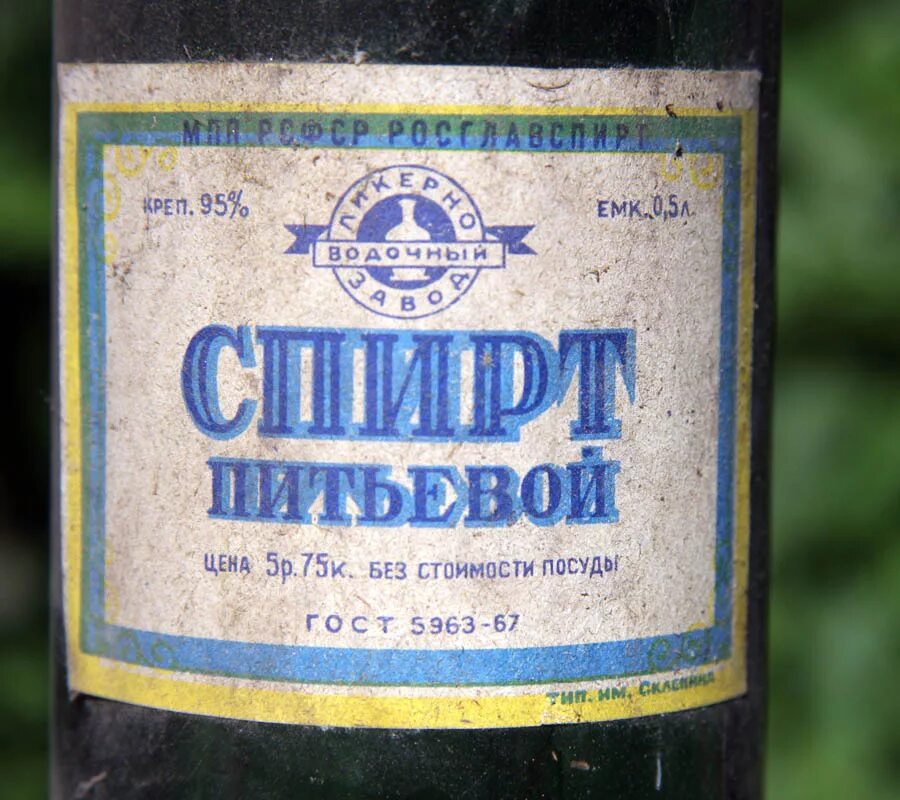 МПП РСФСР РОСГЛАВСПИРТ
КРЕП. 95%
ЕМК. 0,5л.
ЛИКЕРНО
ВОДОЧНЫЙ
ЗАВОД
СПИРТ
ПИТЬЕВОЙ
ЦЕНА 5р.75к. БЕЗ СТОИМОСТИ ПОСУДЫ
ГОСТ 5963-67
ТИП. ИМ.